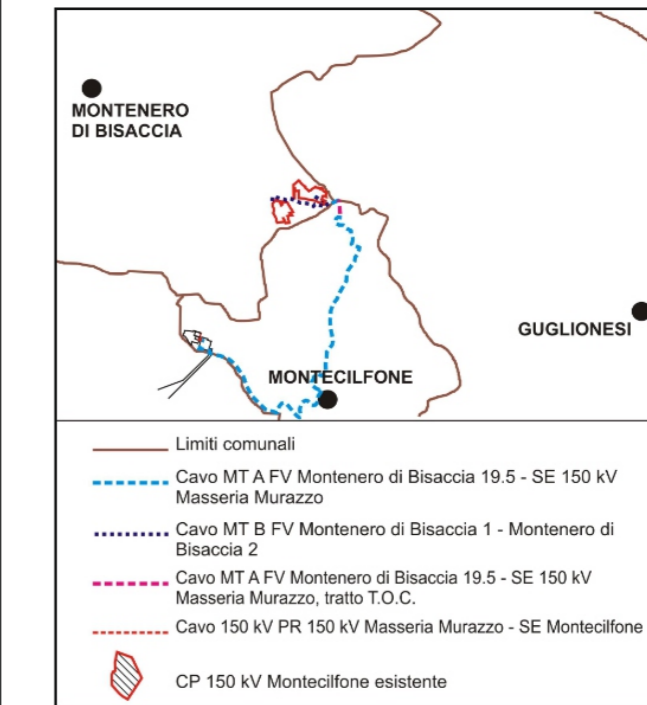 MONTENERO
DI BISACCIA
GUGLIONESI
MONTECILFONE
Limiti comunali
Cavo MT A FV Montenero di Bisaccia 19.5 - SE 150 kV
Masseria Murazzo
Cavo MT B FV Montenero di Bisaccia 1 - Montenero di
Bisaccia 2
Cavo MT A FV Montenero di Bisaccia 19.5 - SE 150 kV
Masseria Murazzo, tratto T.O.C.
Cavo 150 kV PR 150 kV Masseria Murazzo - SE Montecilfone
CP 150 kV Montecilfone esistente